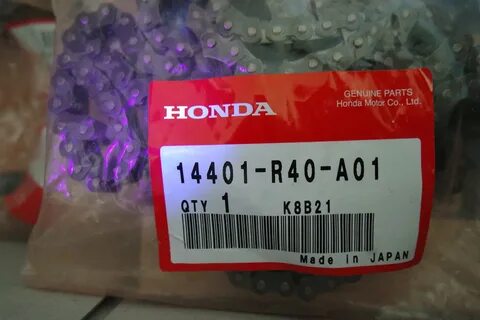 GENUINE PARTS
HONDA
Honda Motor Co., Ltd.
14401-R40-A01
QTY 1 K8B21
Made in JAPAN